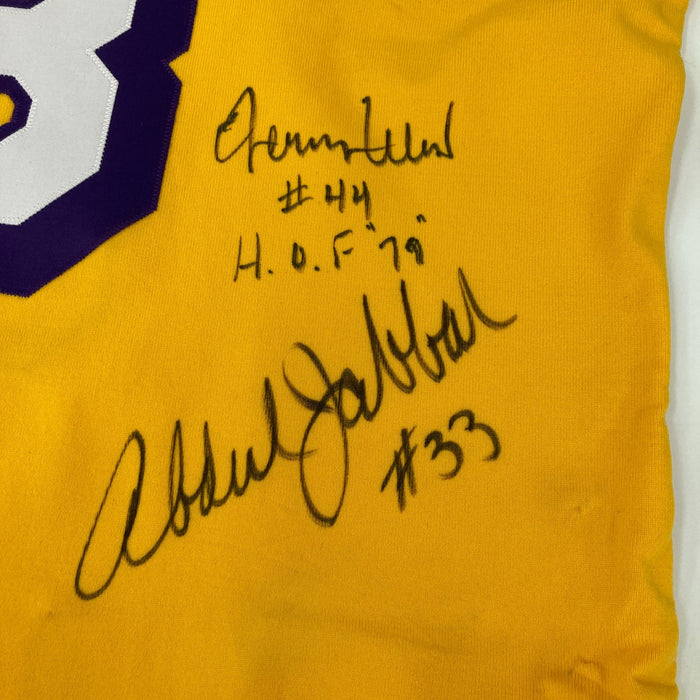 Jerry West
#44
H.O.F "79"
Abdul Jabbar
#33